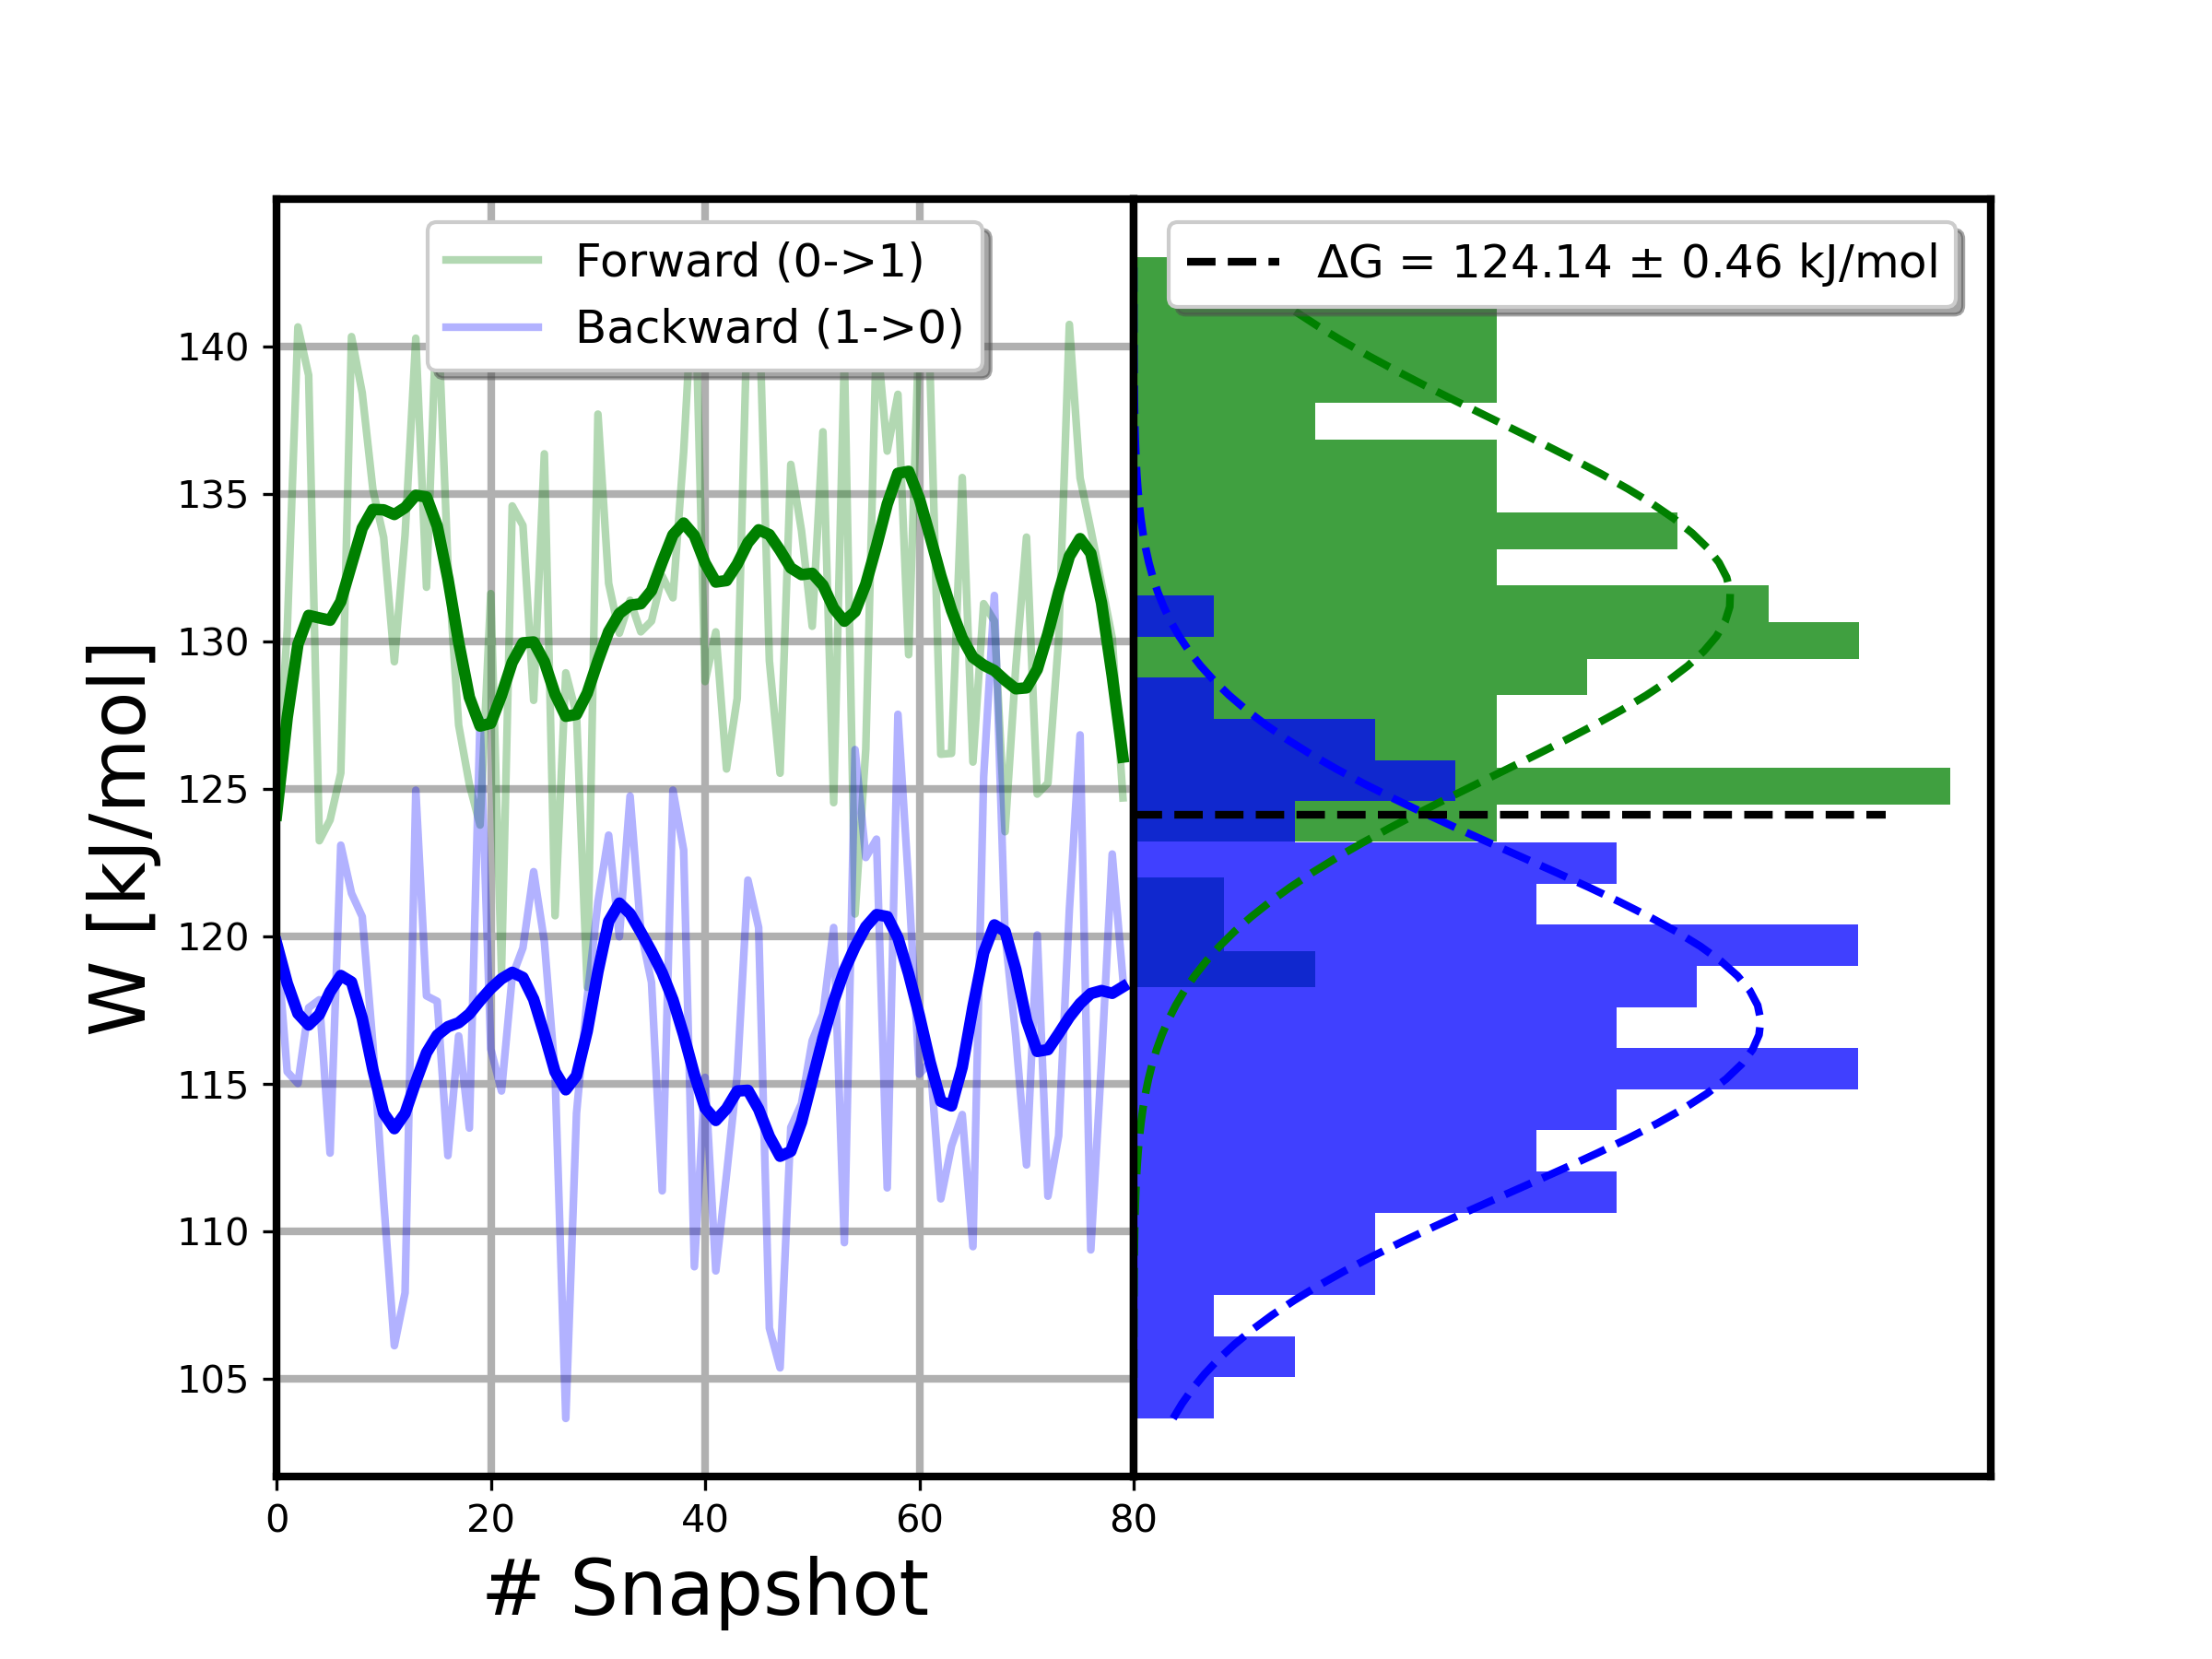 Forward (0->1)
Backward (1->0)
ΔG = 124.14 ± 0.46 kJ/mol
W [kJ/mol]
140
135
130
125
120
115
110
105
0 20 40 60 80
# Snapshot